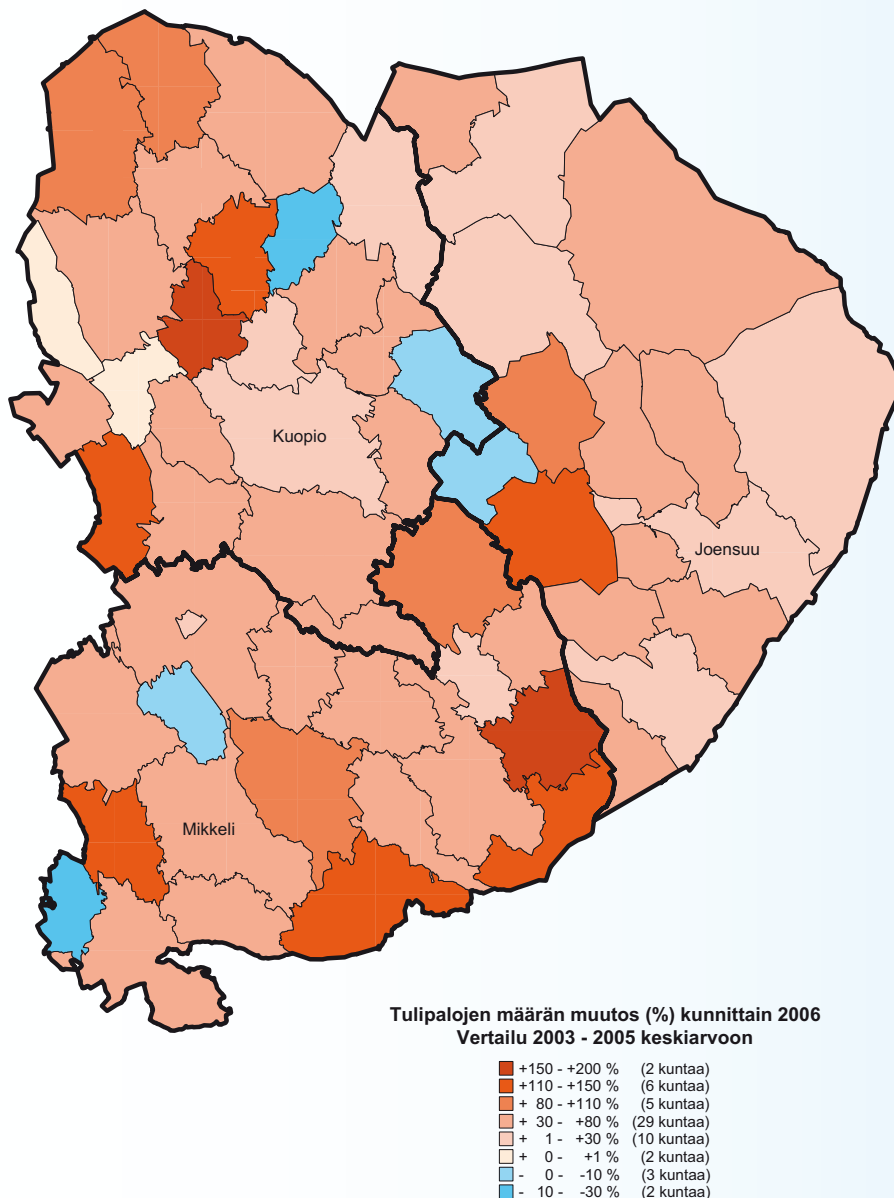 Kuopio
Joensuu
Mikkeli
Tulipalojen määrän muutos (%) kunnittain 2006
Vertailu 2003 - 2005 keskiarvoon
+150 - +200 % (2 kuntaa)
+110 - +150 % (6 kuntaa)
+ 80 - +110 % (5 kuntaa)
+ 30 - +80 % (29 kuntaa)
+ 1 - +30 % (10 kuntaa)
+ 0 - +1 % (2 kuntaa)
- 0 - -10 % (3 kuntaa)
- 10 - -30 % (2 kuntaa)